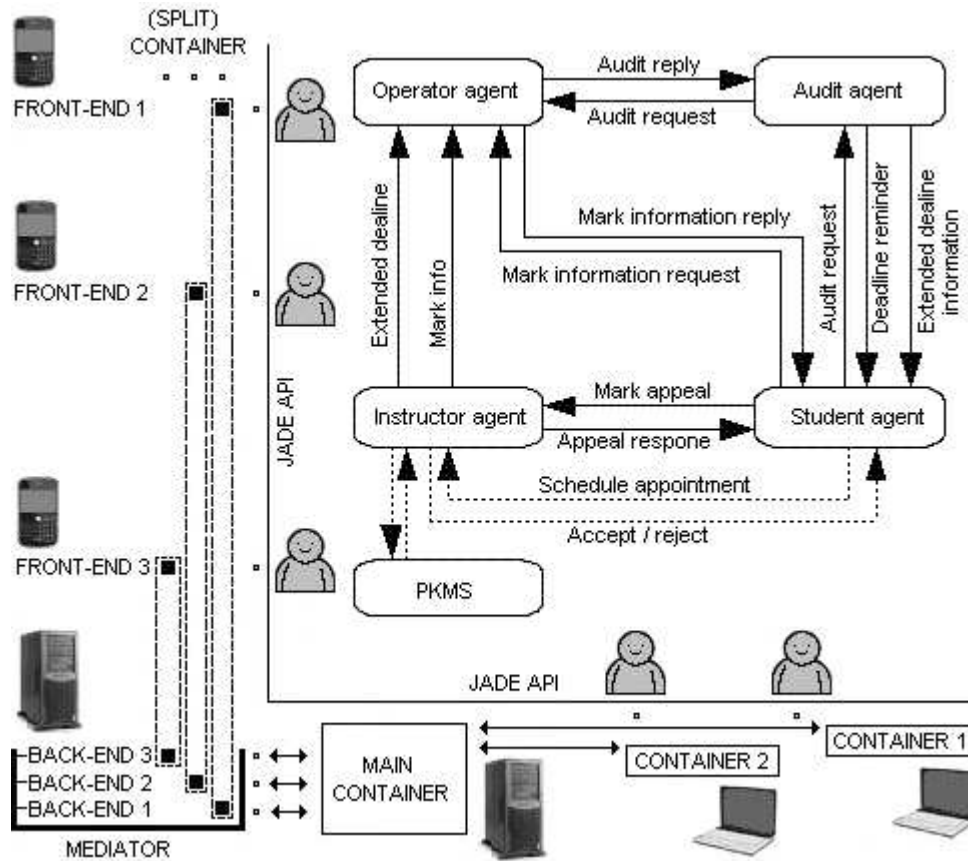 (SPLIT)
CONTAINER
FRONT-END 1
FRONT-END 2
FRONT-END 3
BACK-END 3
BACK-END 2
BACK-END 1
MEDIATOR
JADE API
Operator agent
Audit reply
Audit request
Audit aqent
Extended dealine
Mark info
Mark information reply
Mark information request
Audit request
Deadline reminder
Extended dealine
information
Instructor agent
Mark appeal
Appeal respone
Student agent
Schedule appointment
Accept / reject
PKMS
JADE API
MAIN
CONTAINER
CONTAINER 2
CONTAINER 1